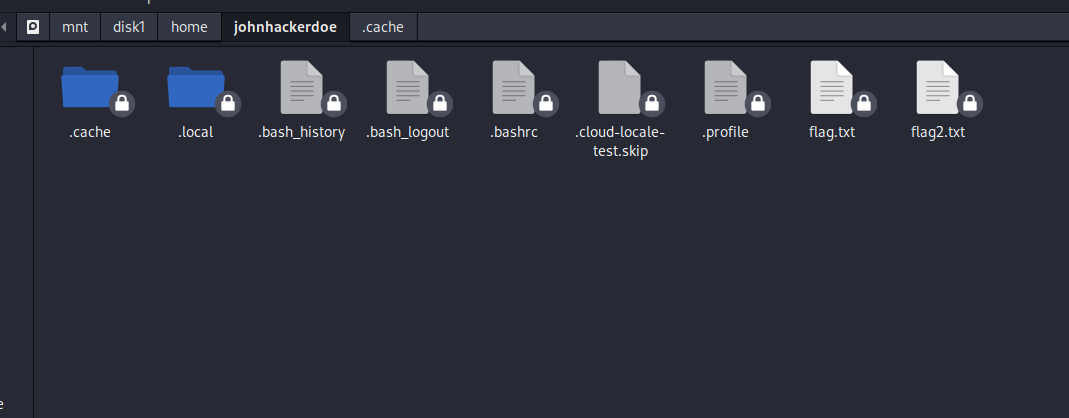 mnt disk1 home johnhackerdoe .cache
.cache .local .bash_history .bash_logout .bashrc .cloud-locale- .profile flag.txt flag2.txt
test.skip